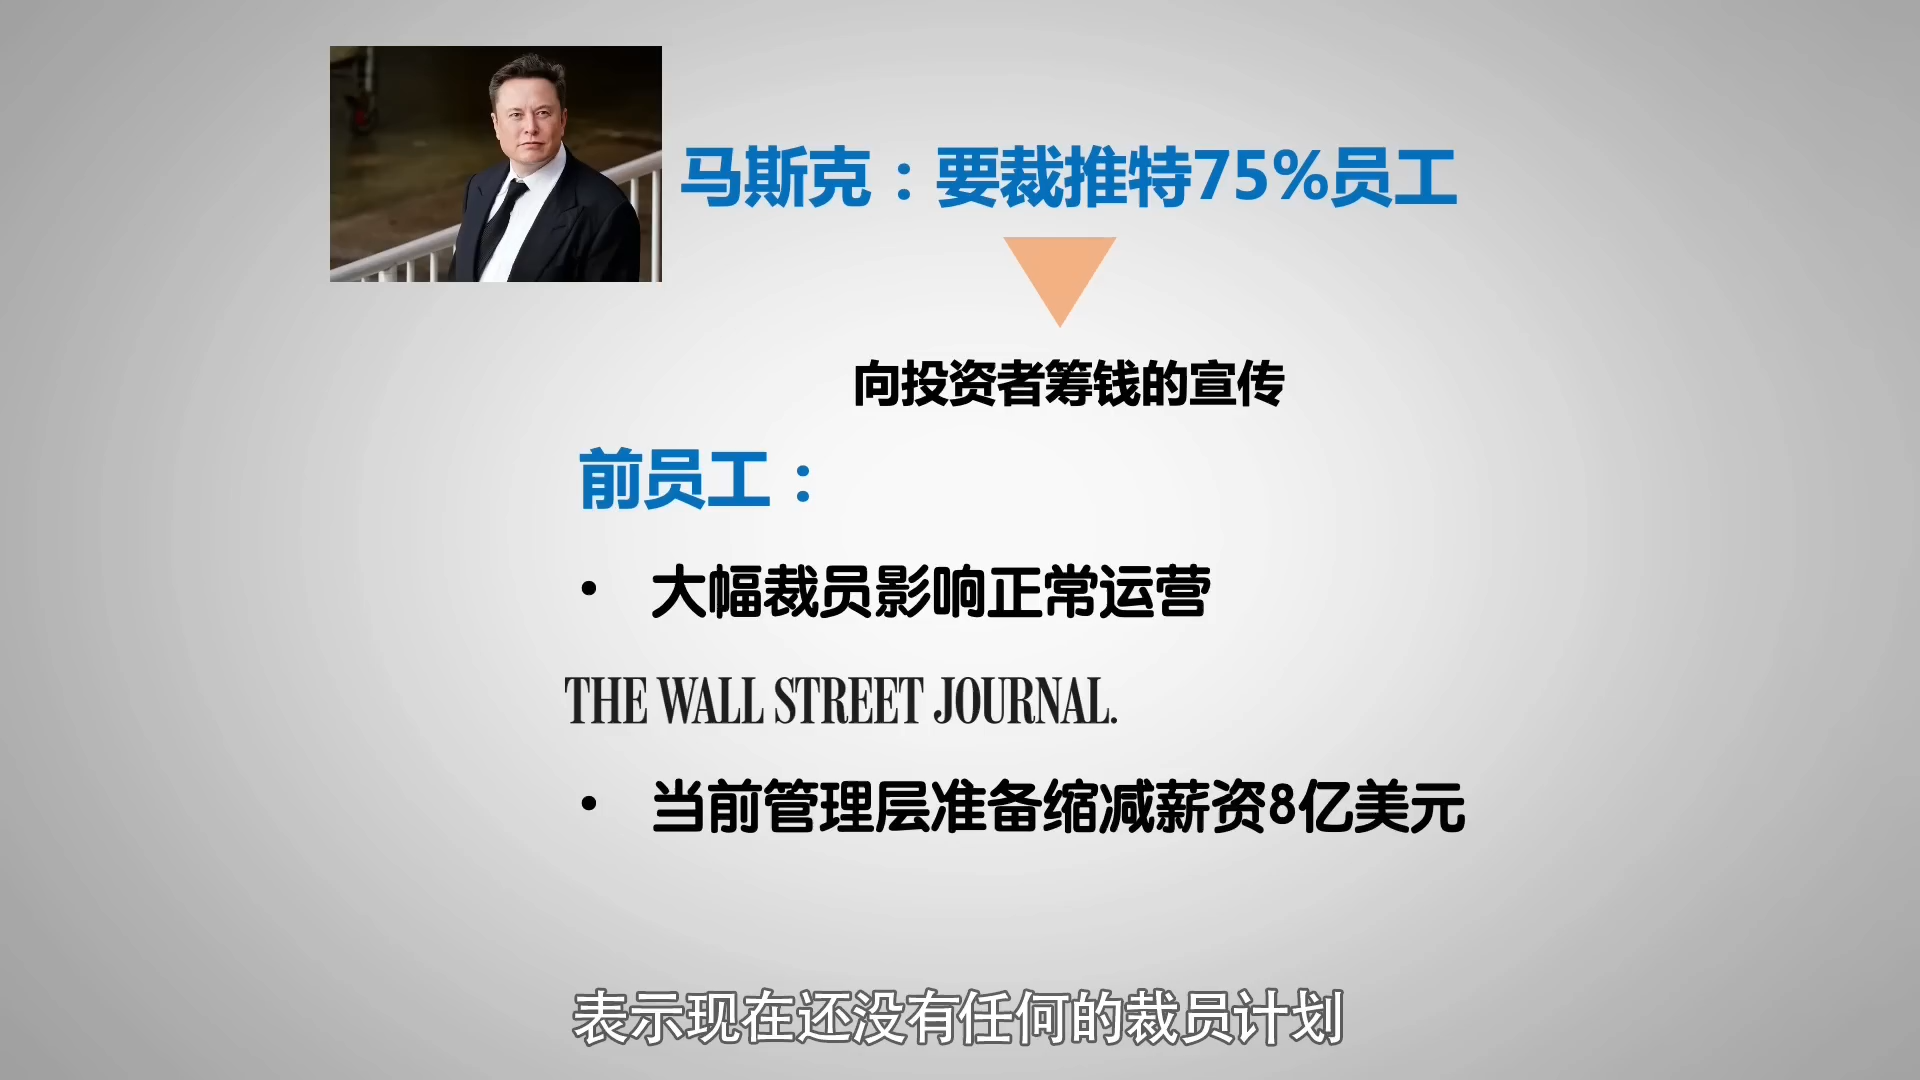 马斯克：要裁推特75%员工
向投资者筹钱的宣传
前员工：
• 大幅裁员影响正常运营
THE WALL STREET JOURNAL.
• 当前管理层准备缩减薪资8亿美元
表示现在还没有任何的裁员计划